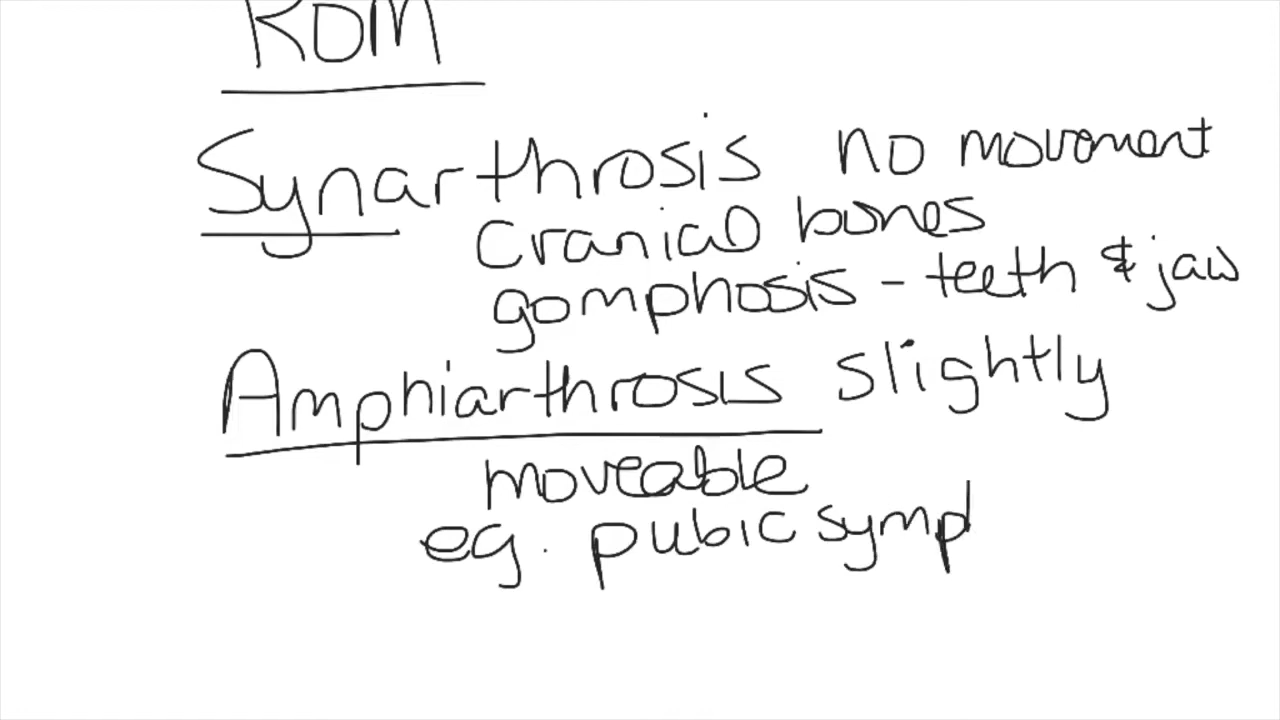 ROM
Synarthrosis no movement
cranial bones
gomphosis - teeth & jaw
Amphiarthrosis slightly
moveable
eg. pubic symp